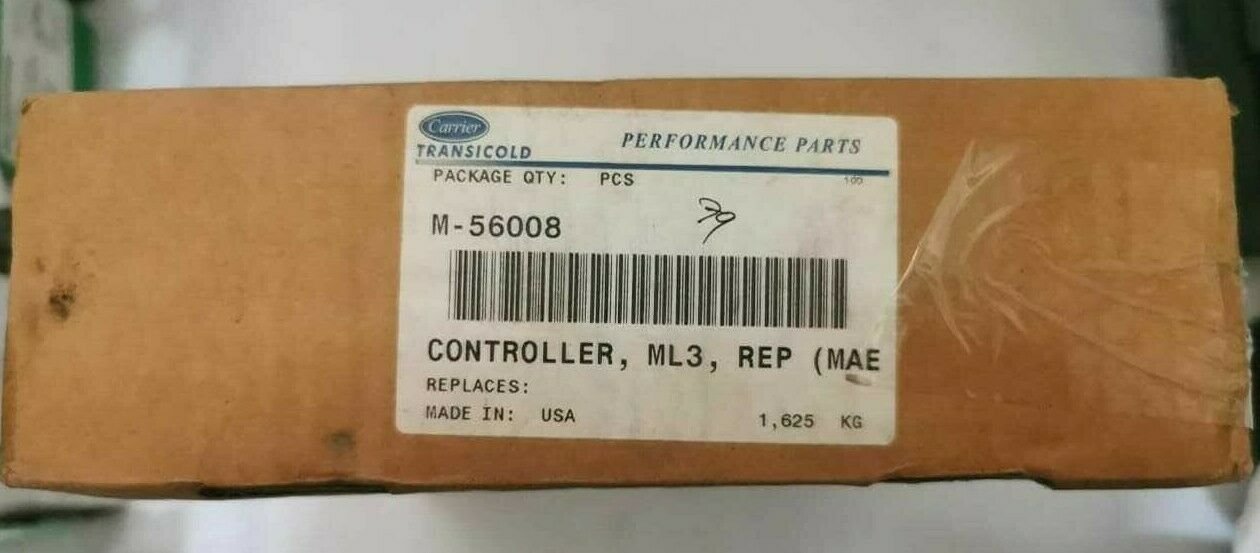 Carrier
TRANSICOLD
PERFORMANCE PARTS
PACKAGE QTY: PCS
100
M-56008
39
CONTROLLER, ML3, REP (MAE
REPLACES:
MADE IN: USA
1,625 KG